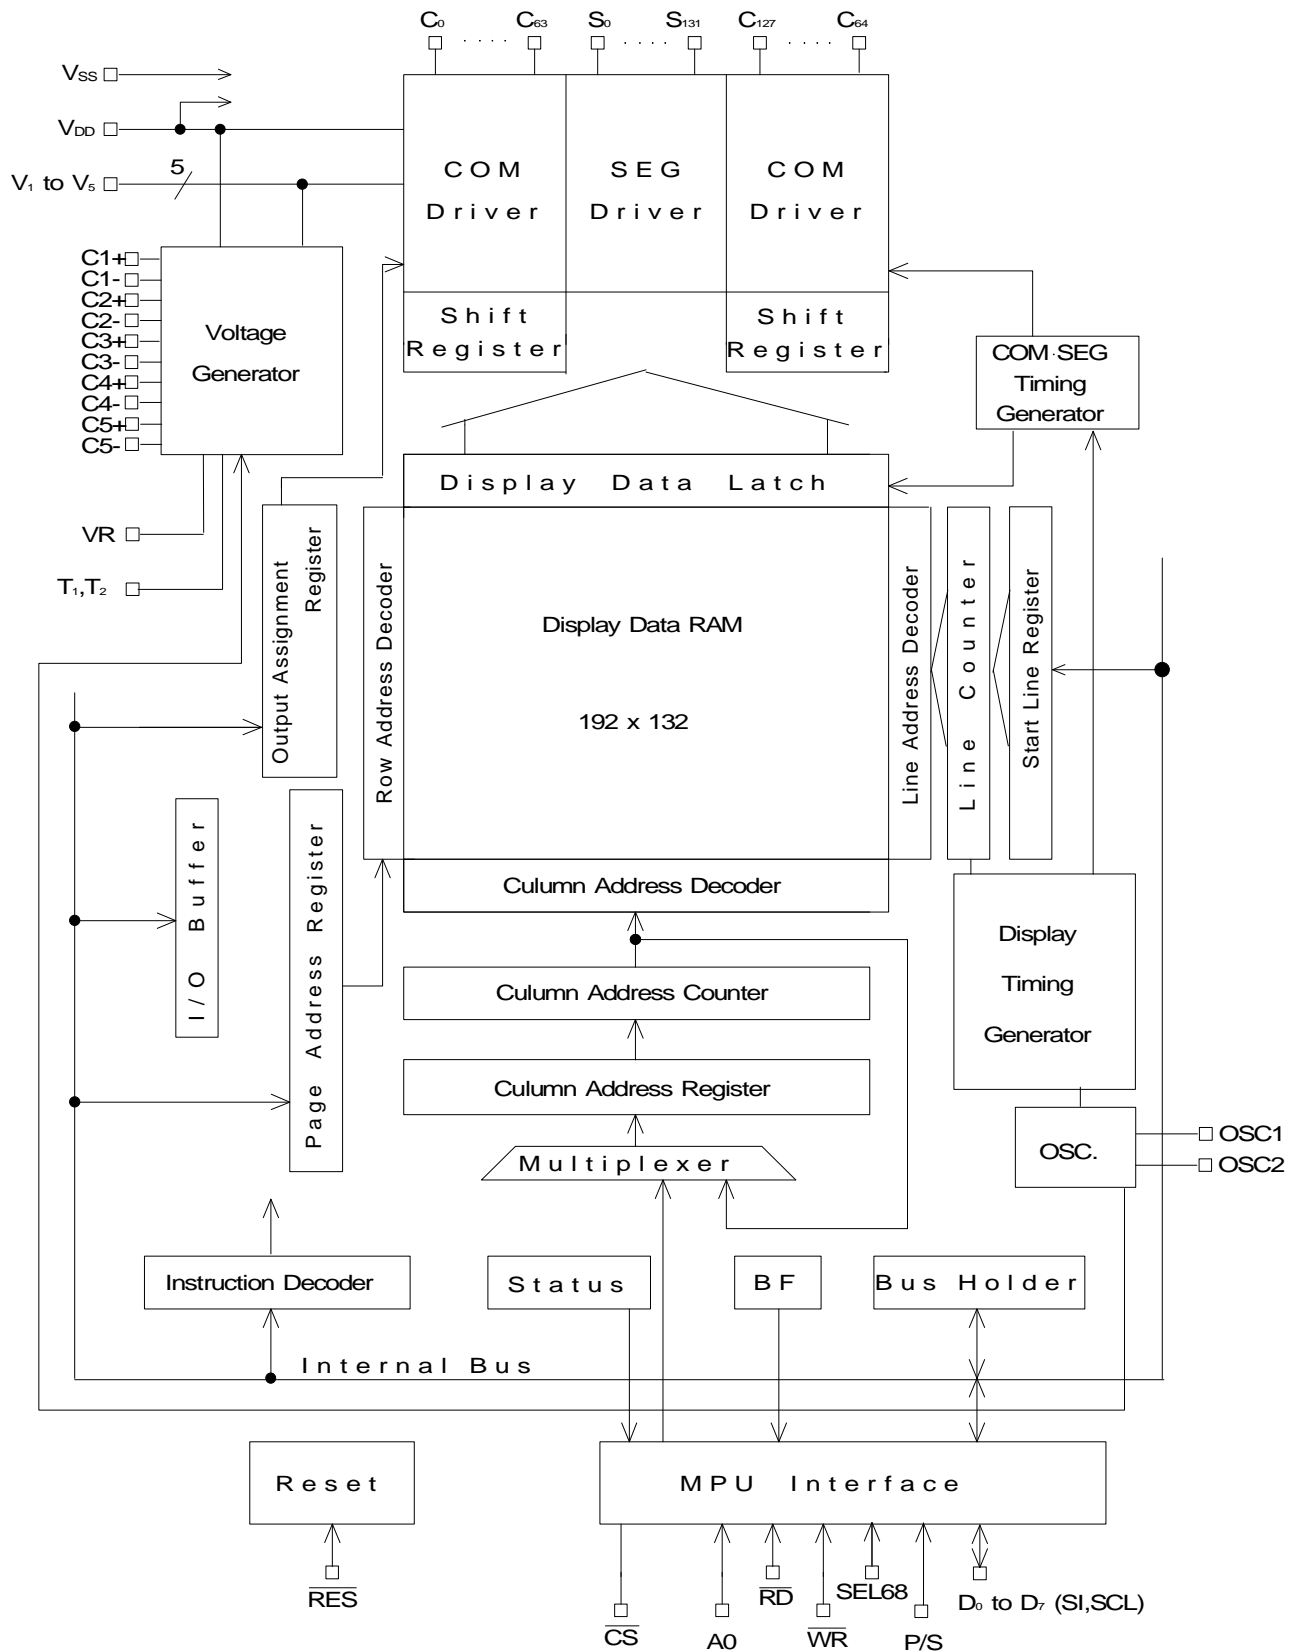 C0 C63 S0 S131 C127 C64
VSS
VDD
V1 to V5
5
COM Driver
SEG Driver
COM Driver
C1+
C1-
C2+
C2-
C3+
C3-
C4+
C4-
C5+
C5-
Voltage
Generator
Shift Register
Shift Register
COM·SEG
Timing
Generator
Display Data Latch
VR
T1,T2
Output Assignment
Register
Row Address Decoder
Display Data RAM
192 x 132
Line Address Decoder
Line Counter
Start Line Register
I/O Buffer
Page Address Register
Culumn Address Decoder
Culumn Address Counter
Culumn Address Register
Multiplexer
Display
Timing
Generator
OSC.
OSC1
OSC2
Instruction Decoder
Status
BF
Bus Holder
Internal Bus
Reset
MPU Interface
RES
CS
A0
RD
WR
SEL68
P/S
D0 to D7 (SI,SCL)